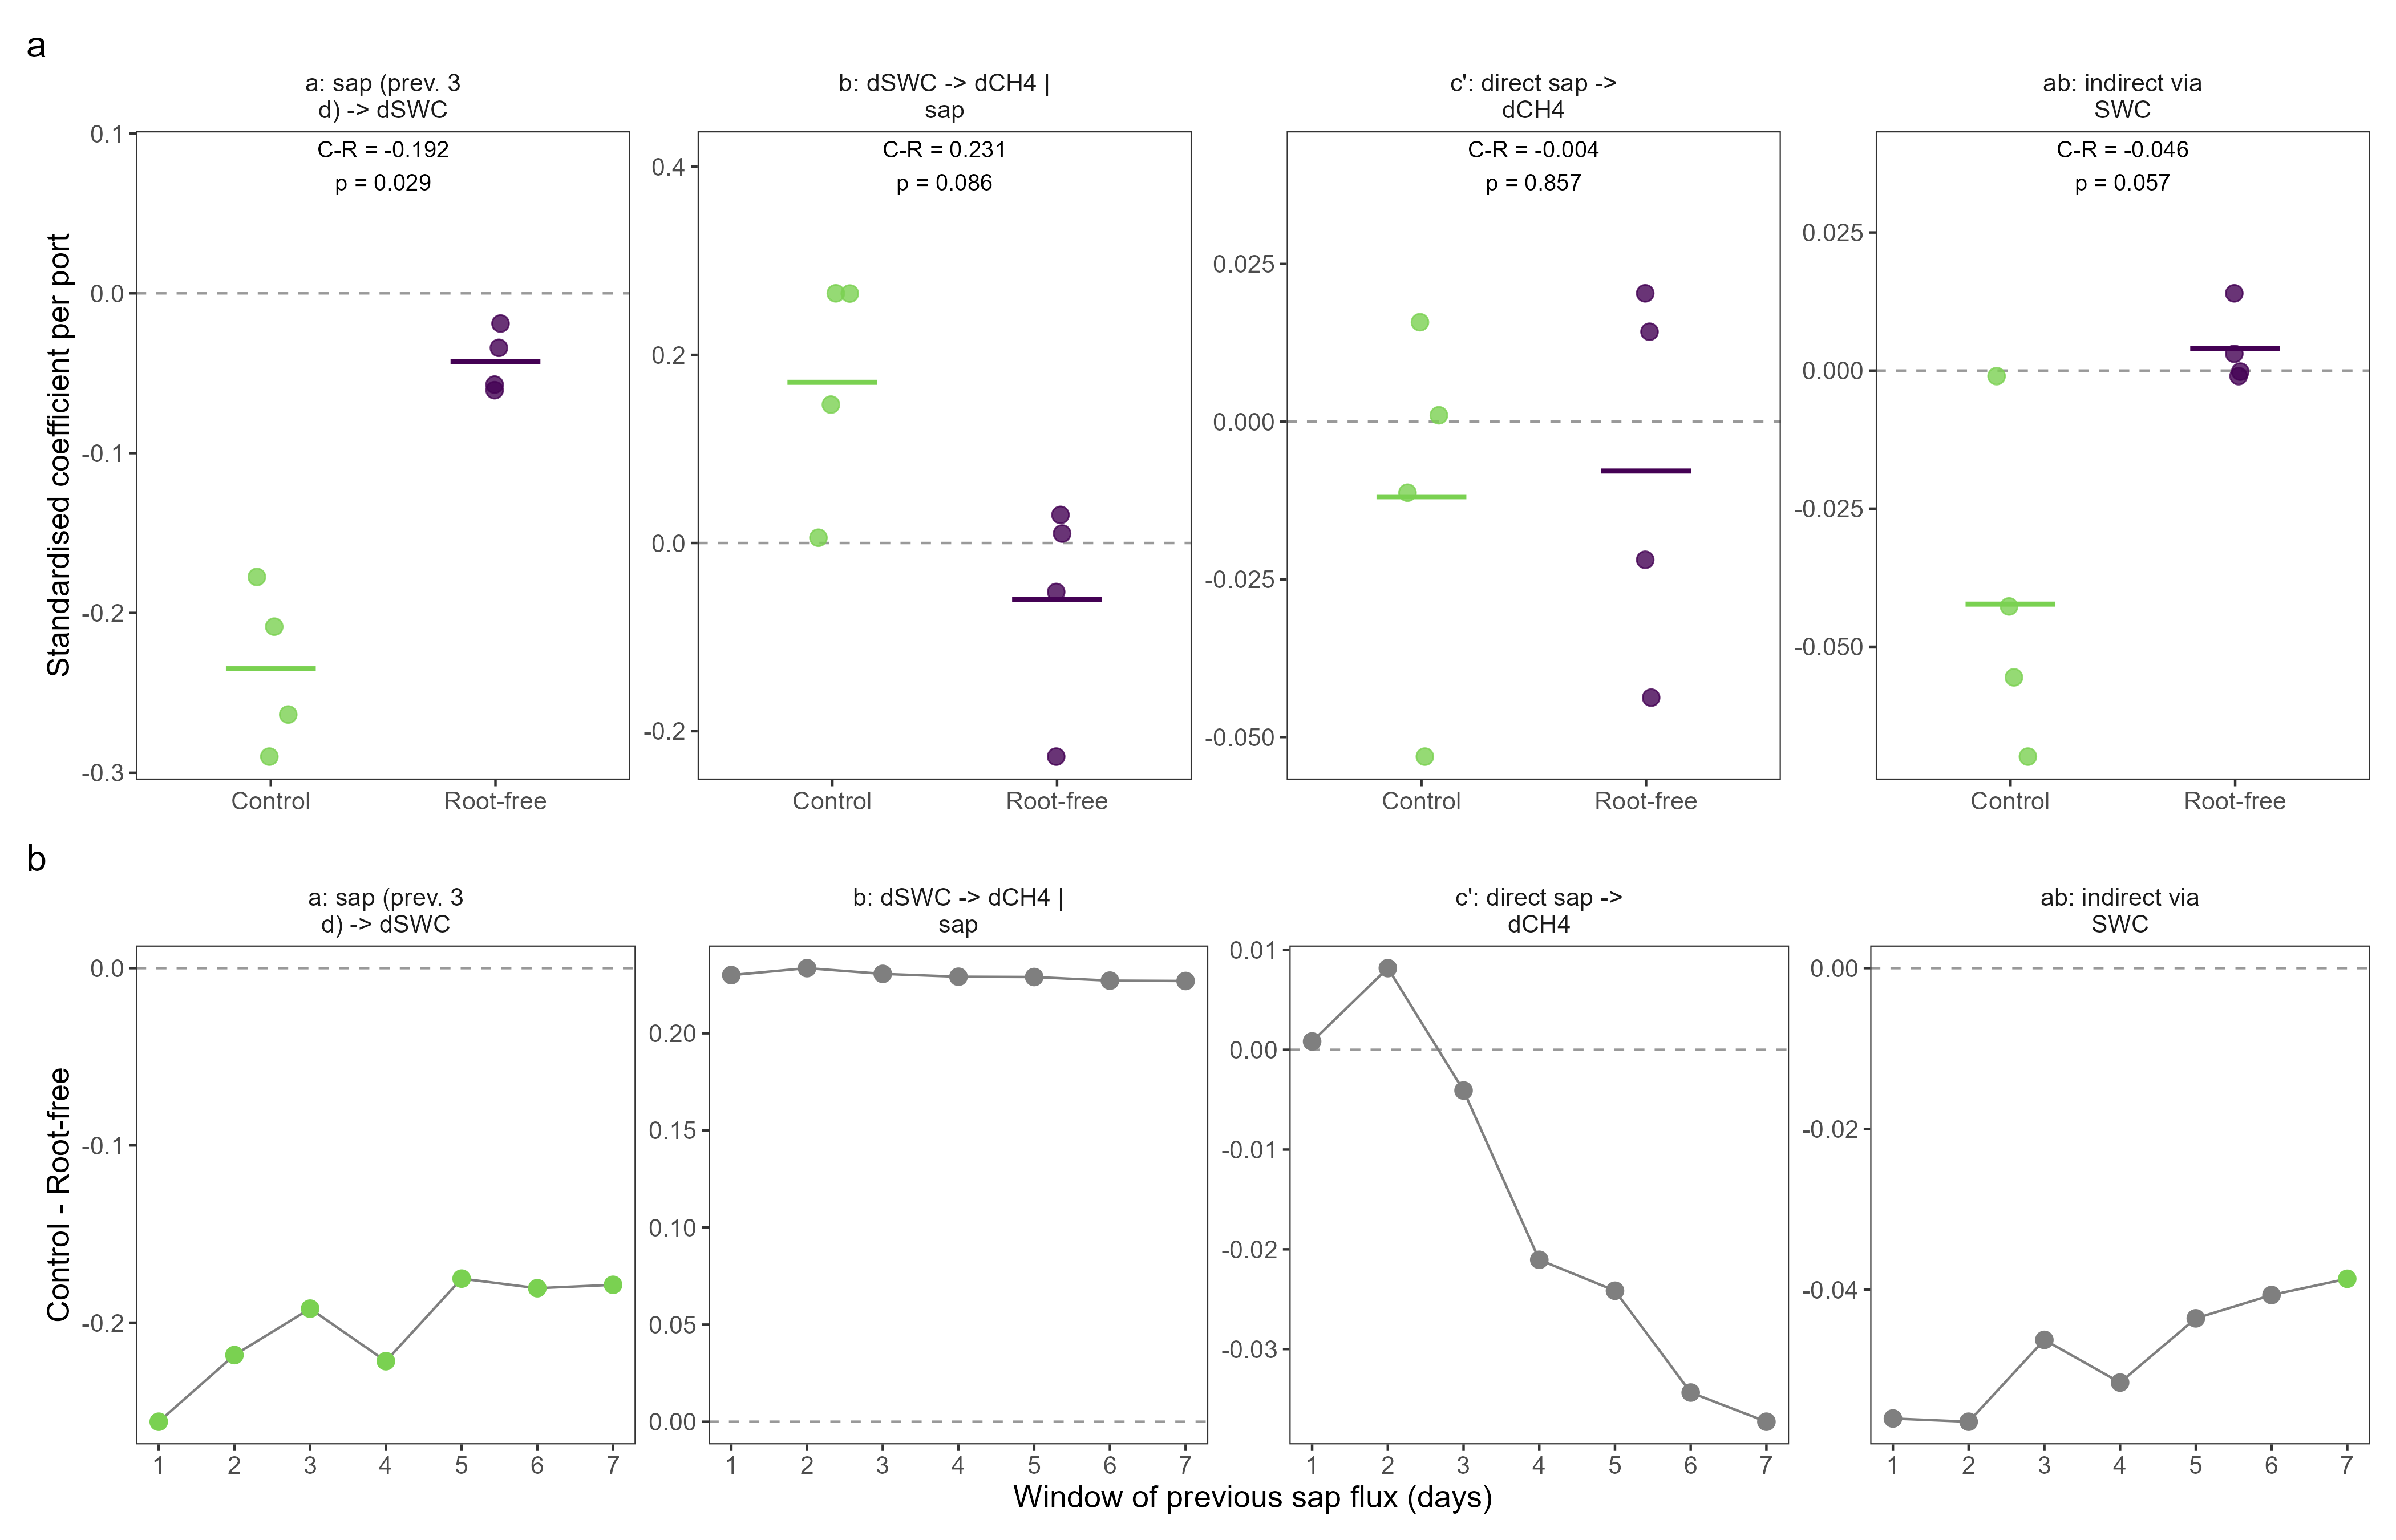 a
a: sap (prev. 3
d) -> dSWC
b: dSWC -> dCH4 |
sap
c': direct sap ->
dCH4
ab: indirect via
SWC
Standardised coefficient per port
C-R = -0.192
p = 0.029
0.1
0.0
-0.1
-0.2
-0.3
Control
Root-free
C-R = 0.231
p = 0.086
0.4
0.2
0.0
-0.2
Control
Root-free
C-R = -0.004
p = 0.857
0.025
0.000
-0.025
-0.050
Control
Root-free
C-R = -0.046
p = 0.057
0.025
0.000
-0.025
-0.050
Control
Root-free
b
a: sap (prev. 3
d) -> dSWC
b: dSWC -> dCH4 |
sap
c': direct sap ->
dCH4
ab: indirect via
SWC
Control - Root-free
0.0
-0.1
-0.2
1 2 3 4 5 6 7
0.20
0.15
0.10
0.05
0.00
1 2 3 4 5 6 7
0.01
0.00
-0.01
-0.02
-0.03
1 2 3 4 5 6 7
0.00
-0.02
-0.04
1 2 3 4 5 6 7
Window of previous sap flux (days)